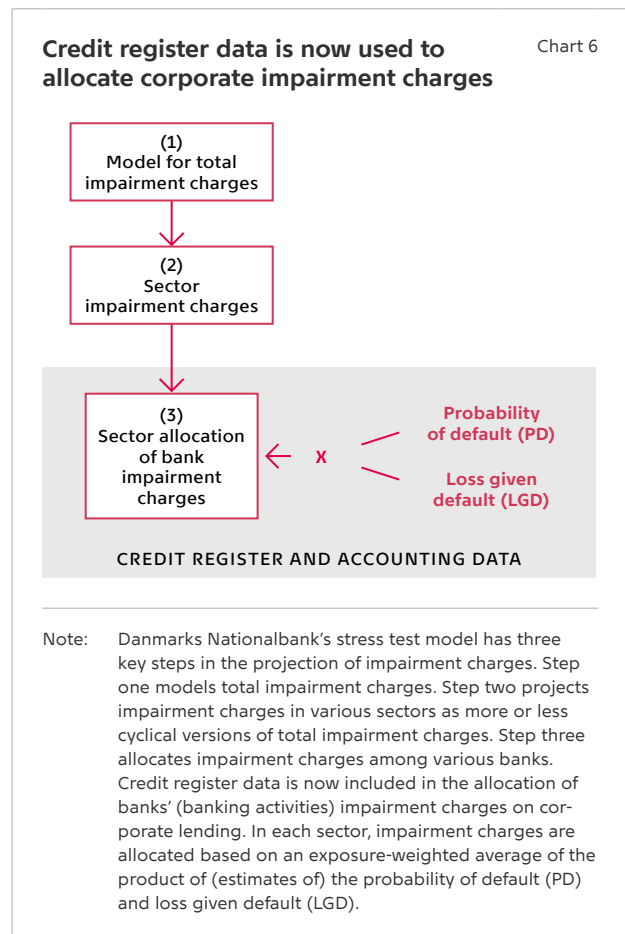 Credit register data is now used to
allocate corporate impairment charges
Chart 6
(1)
Model for total
impairment charges
(2)
Sector
impairment charges
(3)
Sector allocation
of bank
impairment
charges
X
Probability
of default (PD)
Loss given
default (LGD)
CREDIT REGISTER AND ACCOUNTING DATA
Note: Danmarks Nationalbank’s stress test model has three
key steps in the projection of impairment charges. Step
one models total impairment charges. Step two projects
impairment charges in various sectors as more or less
cyclical versions of total impairment charges. Step three
allocates impairment charges among various banks.
Credit register data is now included in the allocation of
banks’ (banking activities) impairment charges on cor-
porate lending. In each sector, impairment charges are
allocated based on an exposure-weighted average of the
product of (estimates of) the probability of default (PD)
and loss given default (LGD).